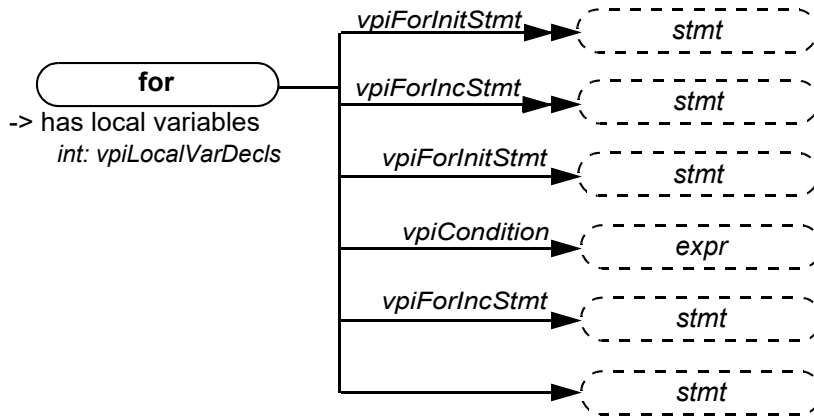 vpiForInitStmt stmt
for
vpiForIncStmt stmt
-> has local variables
int: vpiLocalVarDecls
vpiForInitStmt stmt
vpiCondition expr
vpiForIncStmt stmt
stmt